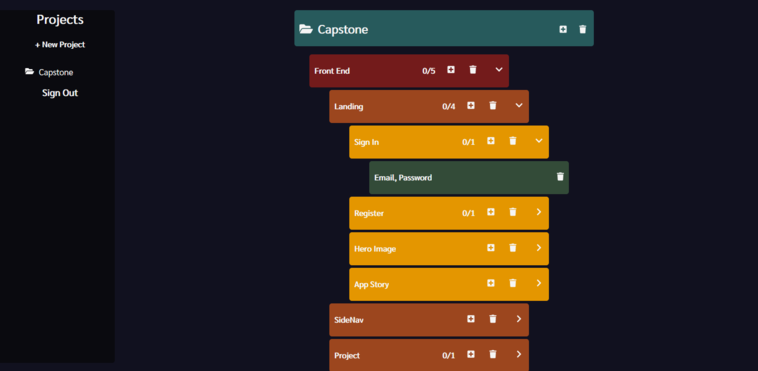 Projects
+ New Project
Capstone
Sign Out
Capstone
Front End 0/5
Landing 0/4
Sign In 0/1
Email, Password
Register 0/1
Hero Image
App Story
SideNav
Project 0/1